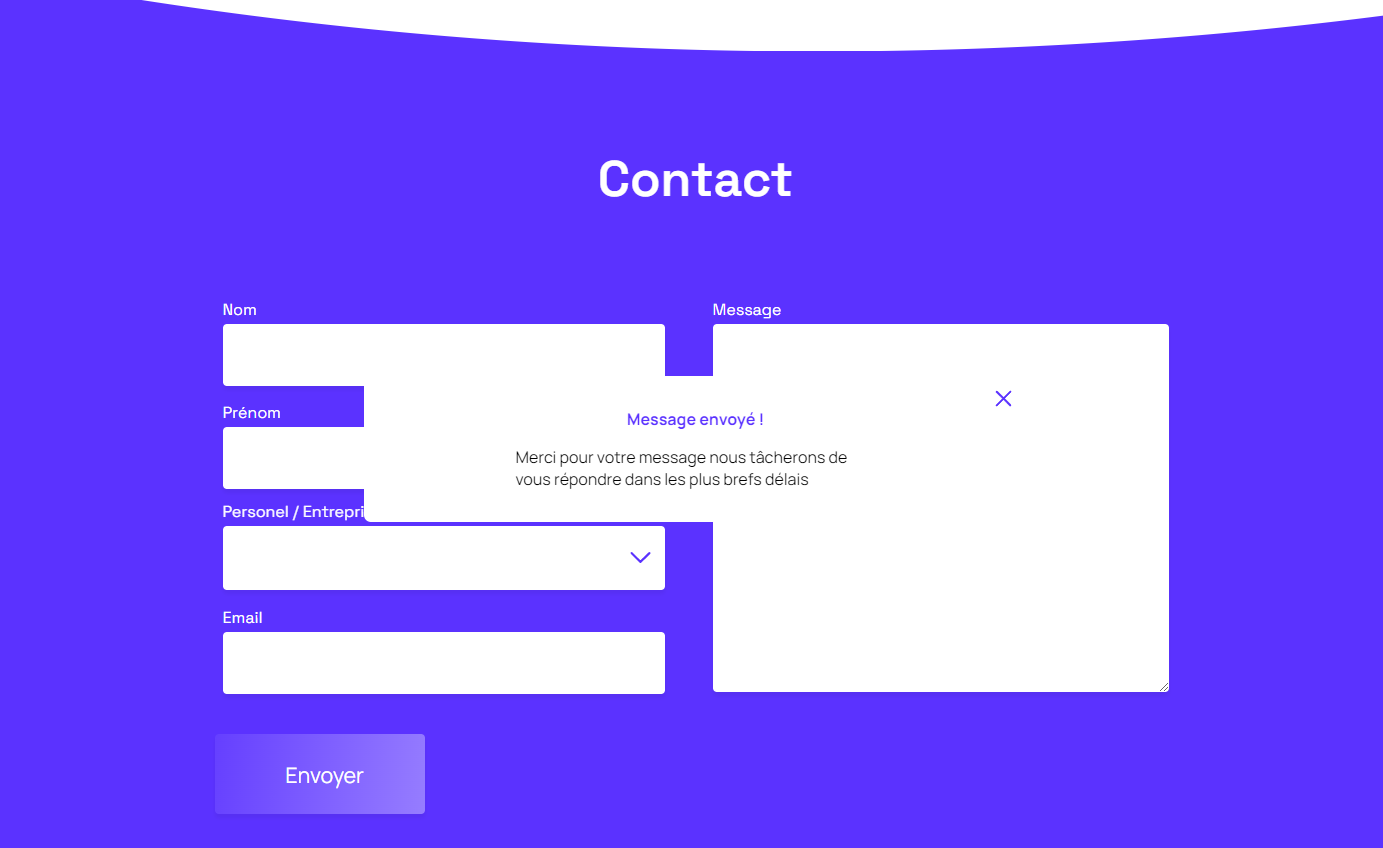 Contact
Nom
Message
Prénom
Message envoyé !
Merci pour votre message nous tâcherons de
vous répondre dans les plus brefs délais
Personel / Entrepri
Email
Envoyer